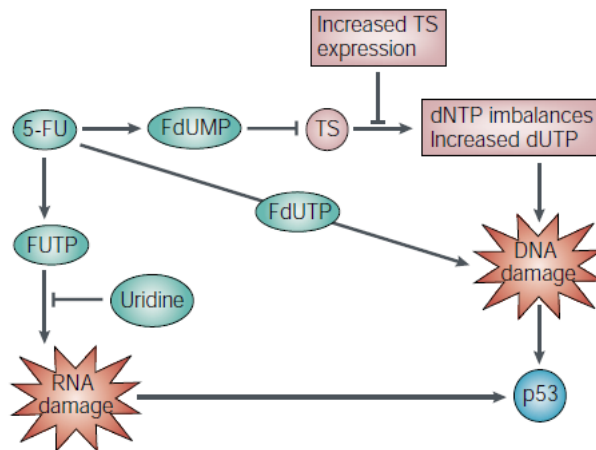 Increased TS
expression
5-FU
FdUMP
TS
dNTP imbalances
Increased dUTP
FdUTP
FUTP
DNA
damage
Uridine
RNA
damage
p53